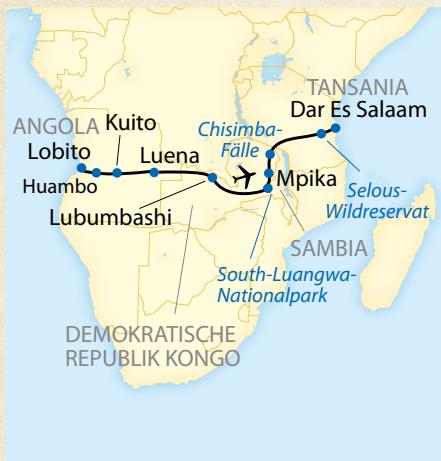 TANSANIA
Dar Es Salaam
ANGOLA
Kuito
Chisimba-
Fälle
Lobito
Luena
Mpika
Huambo
Selous-
Wildreservat
Lubumbashi
SAMBIA
South-Luangwa-
Nationalpark
DEMOKRATISCHE
REPUBLIK KONGO